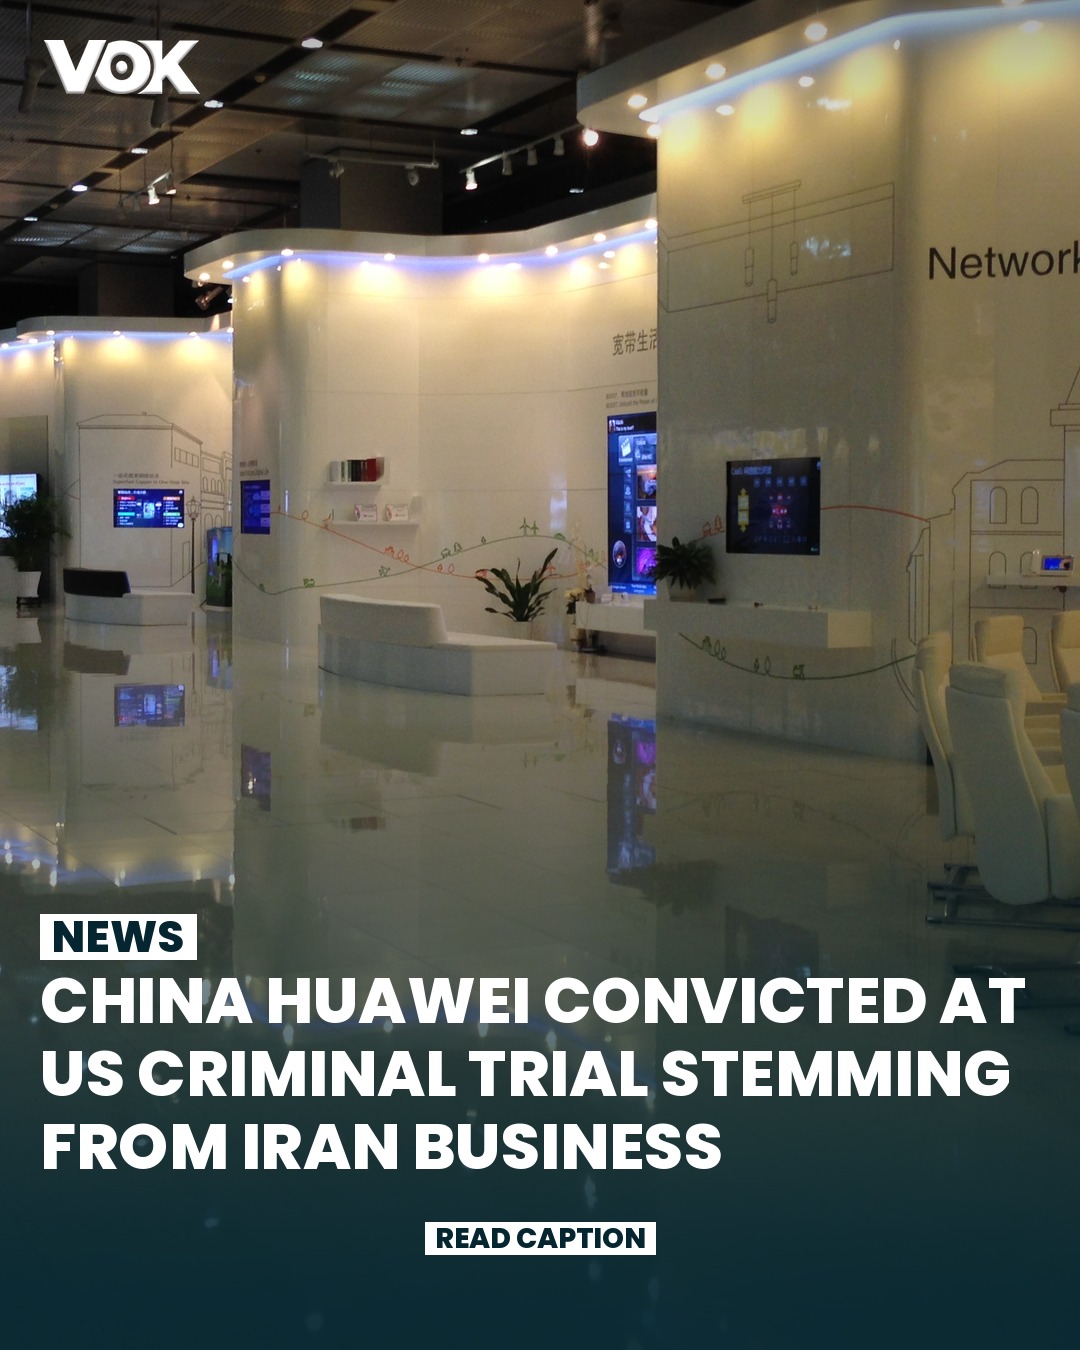 VOK
Network
宽带生活
NEWS
CHINA HUAWEI CONVICTED AT
US CRIMINAL TRIAL STEMMING
FROM IRAN BUSINESS
READ CAPTION